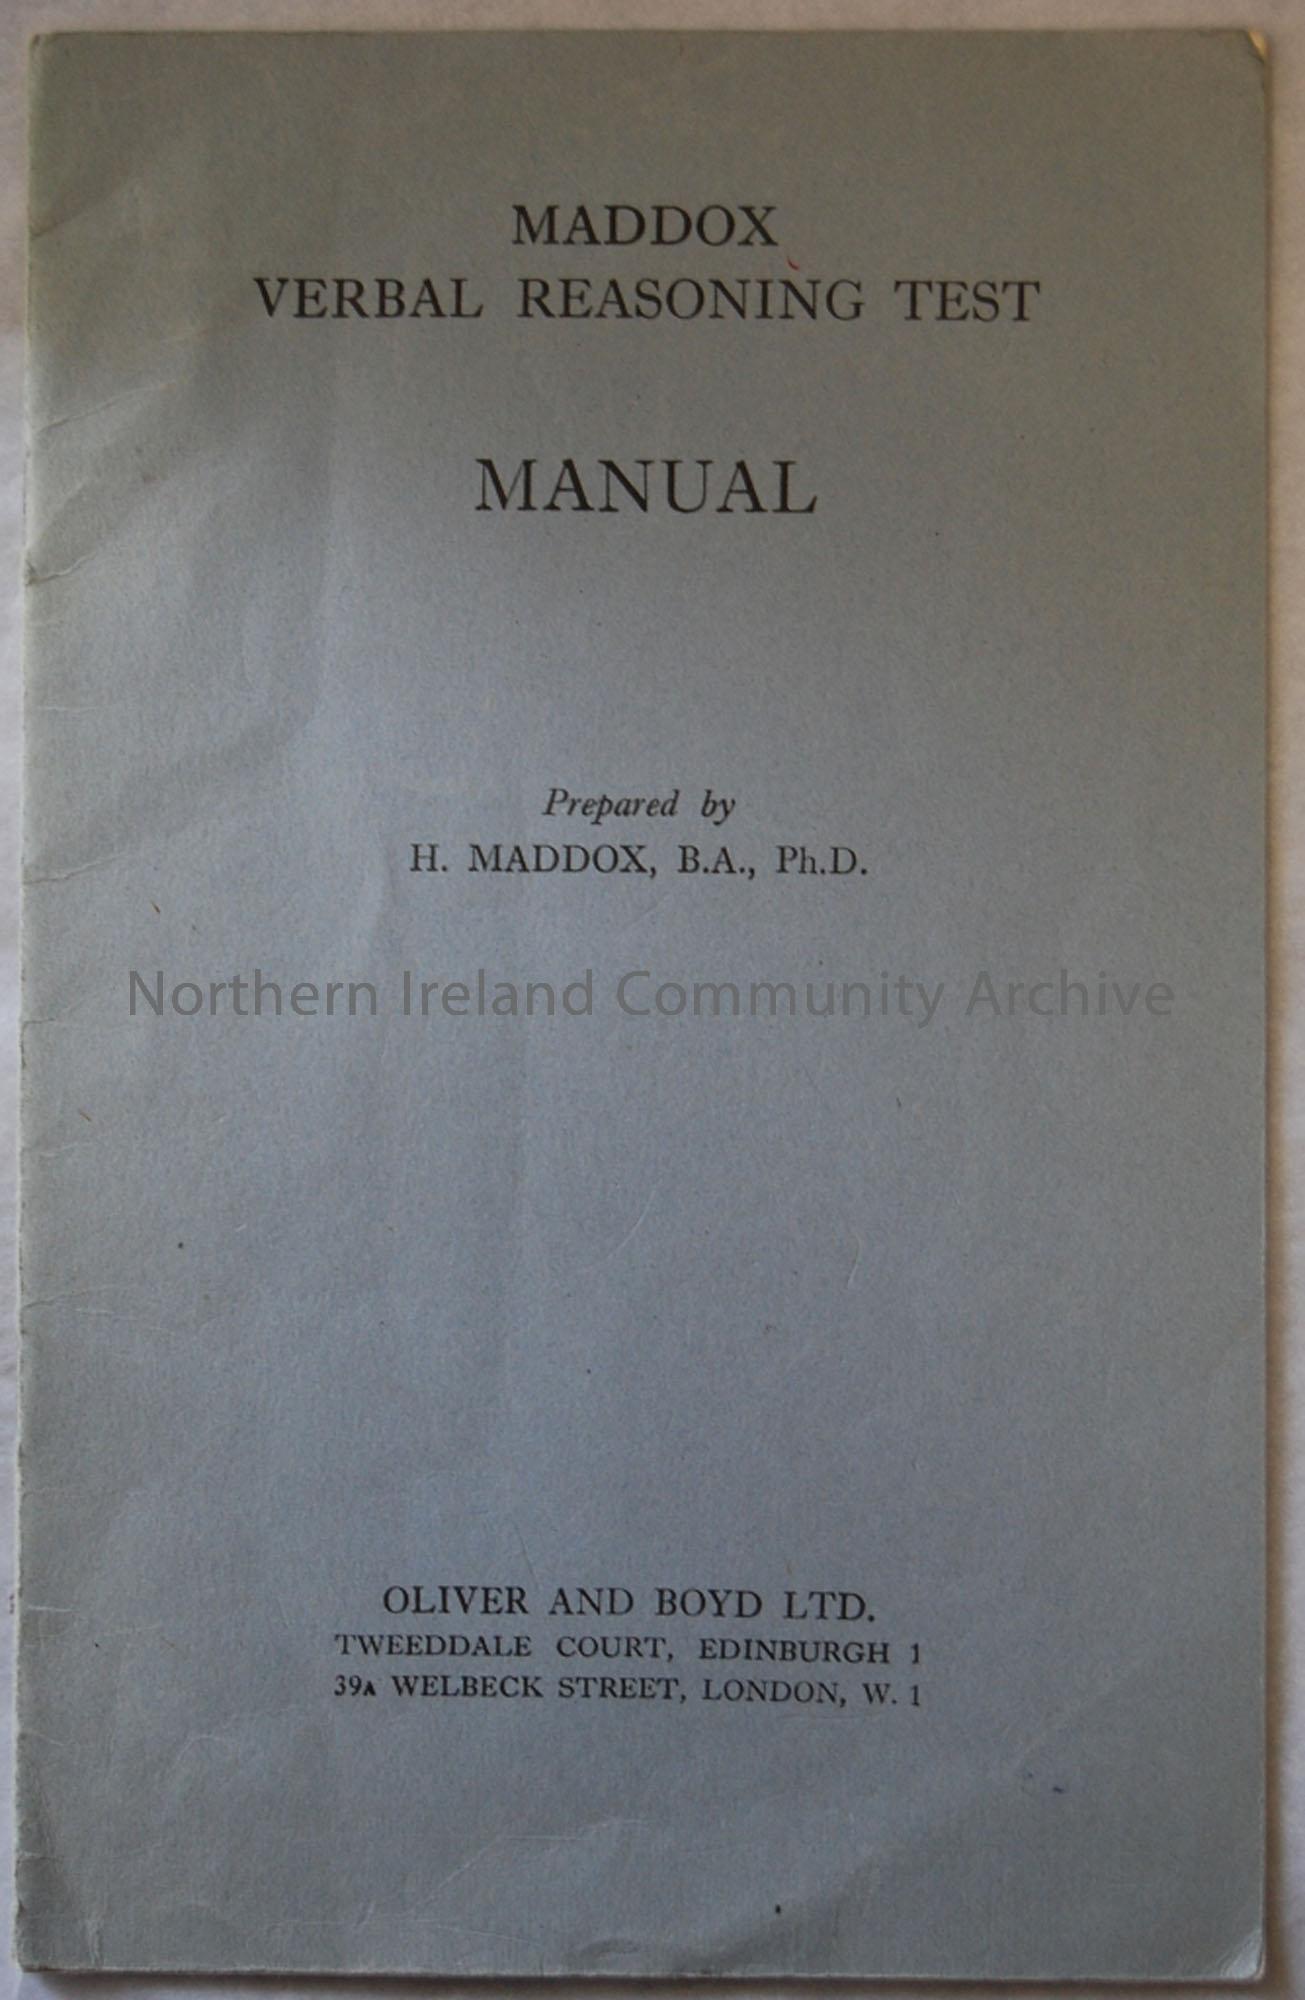 MADDOX
VERBAL REASONING TEST
MANUAL
Prepared by
H. MADDOX, B.A., Ph.D.
Northern Ireland Community Archive
OLIVER AND BOYD LTD.
TWEEDDALE COURT, EDINBURGH 1
39A WELBECK STREET, LONDON, W. 1